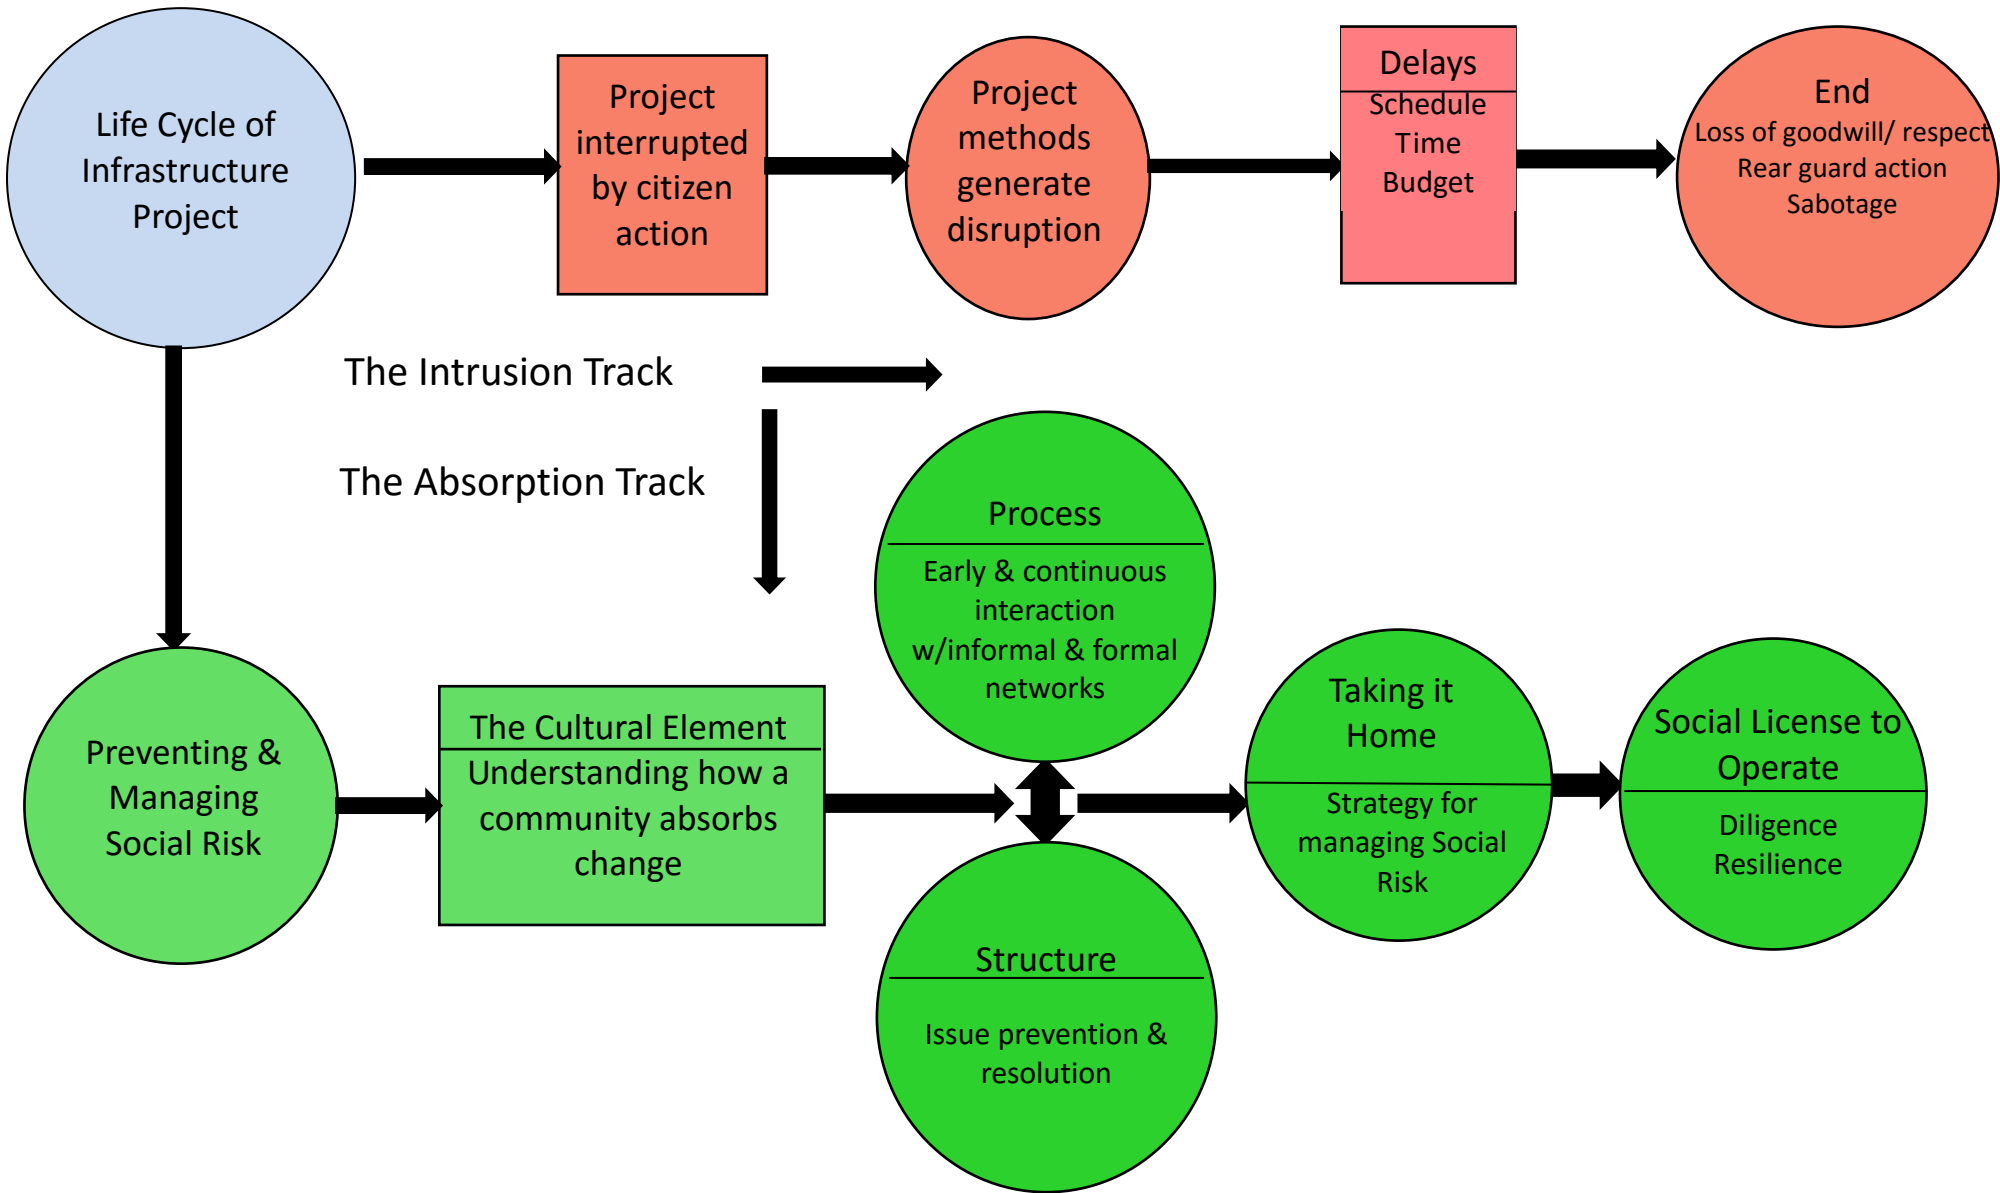 Life Cycle of
Infrastructure
Project
Project
interrupted
by citizen
action
Project
methods
generate
disruption
Delays
Schedule
Time
Budget
End
Loss of goodwill/ respect
Rear guard action
Sabotage
The Intrusion Track
The Absorption Track
Preventing &
Managing
Social Risk
The Cultural Element
Understanding how a
community absorbs
change
Process
Early & continuous
interaction
w/informal & formal
networks
Structure
Issue prevention &
resolution
Taking it
Home
Strategy for
managing Social
Risk
Social License to
Operate
Diligence
Resilience